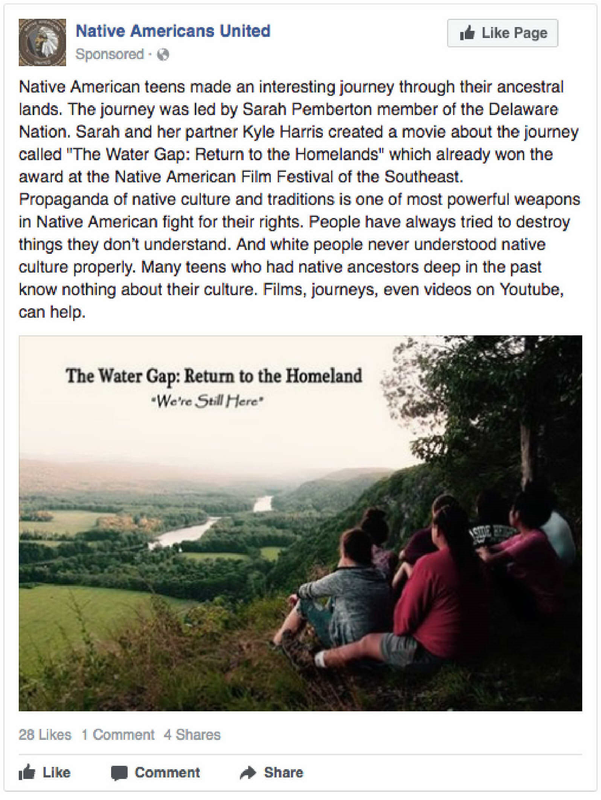 Native Americans United
Sponsored ·
Like Page
Native American teens made an interesting journey through their ancestral
lands. The journey was led by Sarah Pemberton member of the Delaware
Nation. Sarah and her partner Kyle Harris created a movie about the journey
called "The Water Gap: Return to the Homelands" which already won the
award at the Native American Film Festival of the Southeast.
Propaganda of native culture and traditions is one of most powerful weapons
in Native American fight for their rights. People have always tried to destroy
things they don't understand. And white people never understood native
culture properly. Many teens who had native ancestors deep in the past
know nothing about their culture. Films, journeys, even videos on Youtube,
can help.
The Water Gap: Return to the Homeland
"We're Still Here"
28 Likes 1 Comment 4 Shares
Like Comment Share